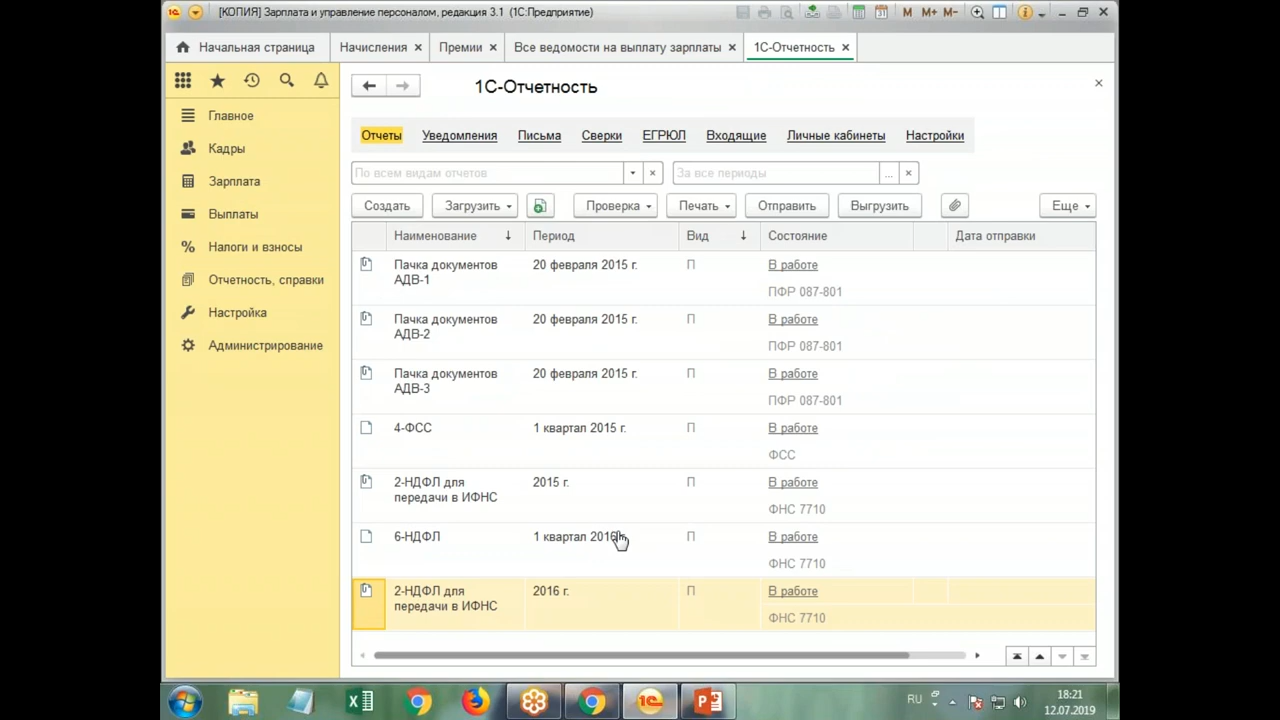 [КОПИЯ] Зарплата и управление персоналом, редакция 3.1 (1С:Предприятие)
M M+ M-
Начальная страница
Начисления
Премии
Все ведомости на выплату зарплаты
1С-Отчетность
Главное
Кадры
Зарплата
Выплаты
Налоги и взносы
Отчетность, справки
Настройка
Администрирование
1С-Отчетность
Отчеты Уведомления Письма Сверки ЕГРЮЛ Входящие Личные кабинеты Настройки
По всем видам отчетов
За все периоды
Создать Загрузить Проверка Печать Отправить Выгрузить Еще
Наименование Период Вид Состояние Дата отправки
Пачка документов 20 февраля 2015 г. П В работе
АДВ-1
ПФР 087-801
Пачка документов 20 февраля 2015 г. П В работе
АДВ-2
ПФР 087-801
Пачка документов 20 февраля 2015 г. П В работе
АДВ-3
ПФР 087-801
4-ФСС 1 квартал 2015 г. П В работе
ФСС
2-НДФЛ для 2015 г. П В работе
передачи в ИФНС
ФНС 7710
6-НДФЛ 1 квартал 2016 г. П В работе
ФНС 7710
2-НДФЛ для 2016 г. П В работе
передачи в ИФНС
ФНС 7710
RU
18:21
12.07.2019